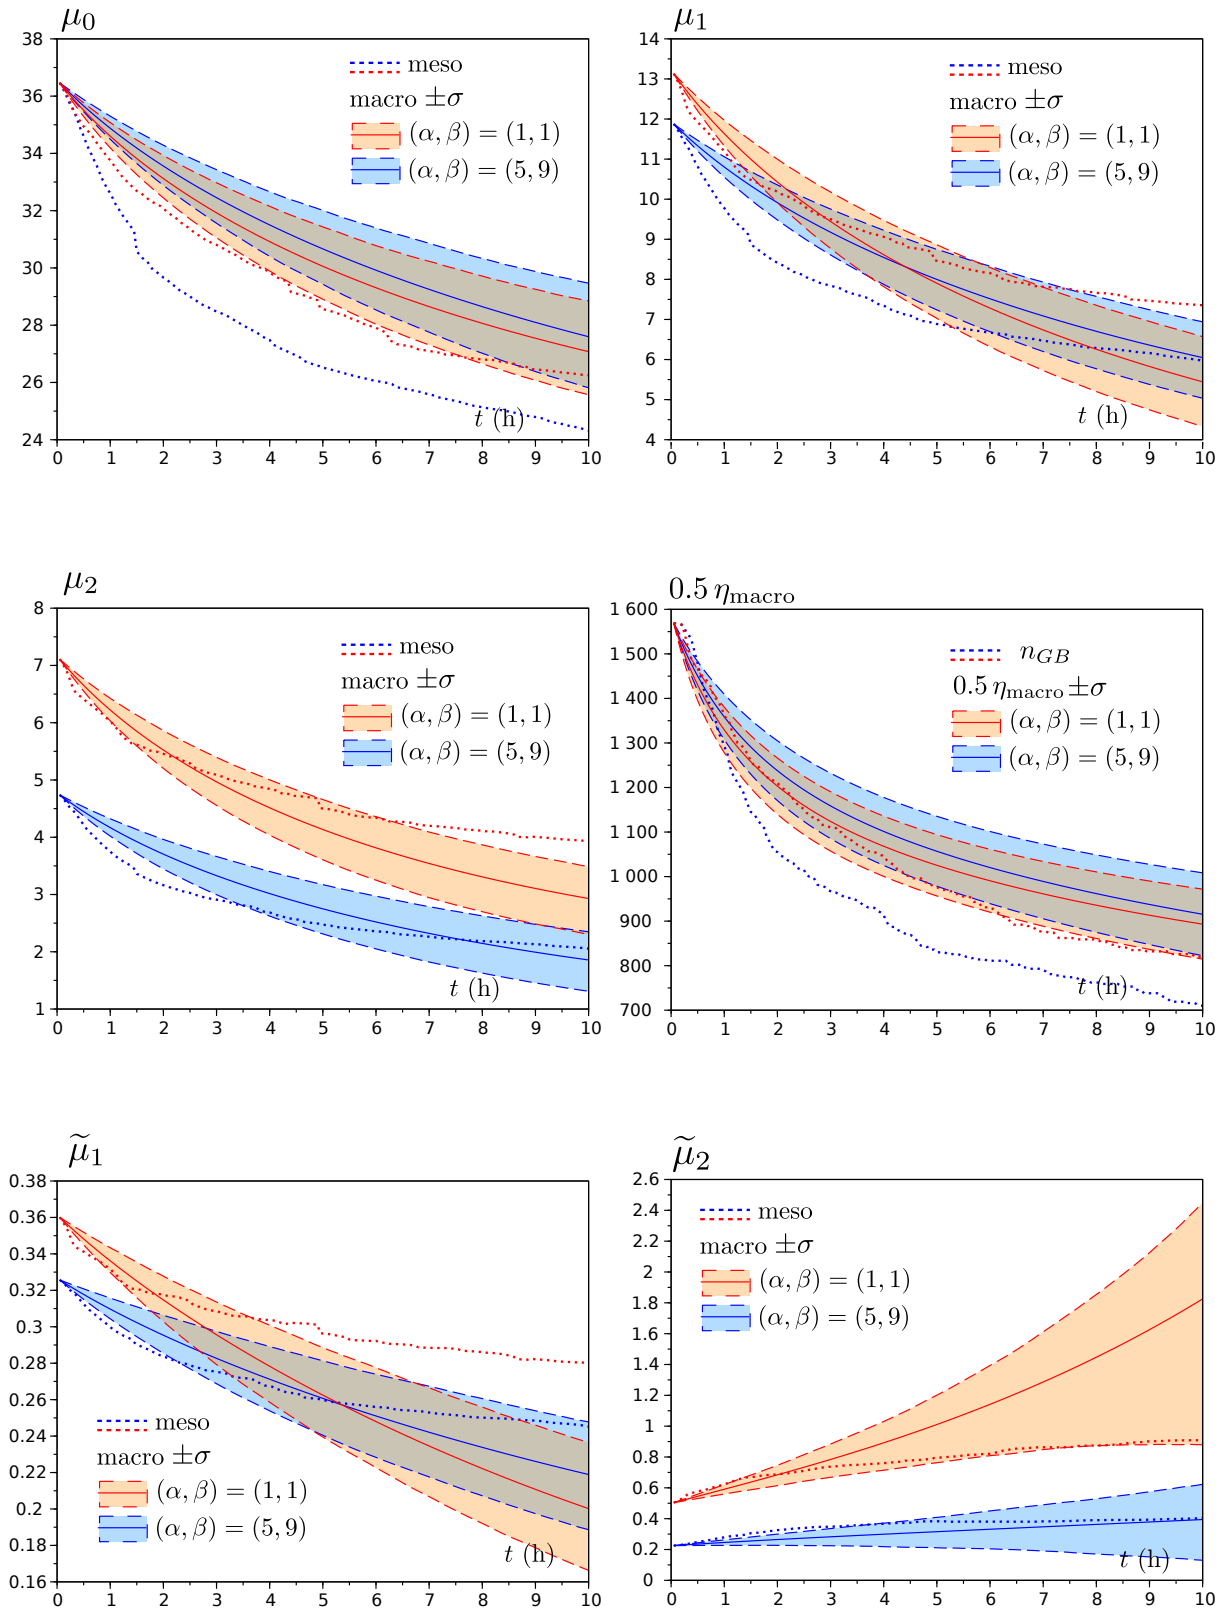 μ₀
38
36
34
32
30
28
26
24
0 1 2 3 4 5 6 7 8 9 10
meso
macro ±σ
(α, β) = (1, 1)
(α, β) = (5, 9)
t (h)
μ₁
14
13
12
11
10
9
8
7
6
5
4
0 1 2 3 4 5 6 7 8 9 10
meso
macro ±σ
(α, β) = (1, 1)
(α, β) = (5, 9)
t (h)
μ₂
8
7
6
5
4
3
2
1
0 1 2 3 4 5 6 7 8 9 10
meso
macro ±σ
(α, β) = (1, 1)
(α, β) = (5, 9)
t (h)
0.5 η_macro
1 600
1 500
1 400
1 300
1 200
1 100
1 000
900
800
700
0 1 2 3 4 5 6 7 8 9 10
n_GB
0.5 η_macro ±σ
(α, β) = (1, 1)
(α, β) = (5, 9)
t (h)
μ̃₁
0.38
0.36
0.34
0.32
0.3
0.28
0.26
0.24
0.22
0.2
0.18
0.16
0 1 2 3 4 5 6 7 8 9 10
meso
macro ±σ
(α, β) = (1, 1)
(α, β) = (5, 9)
t (h)
μ̃₂
2.6
2.4
2.2
2
1.8
1.6
1.4
1.2
1
0.8
0.6
0.4
0.2
0
0 1 2 3 4 5 6 7 8 9 10
meso
macro ±σ
(α, β) = (1, 1)
(α, β) = (5, 9)
t (h)